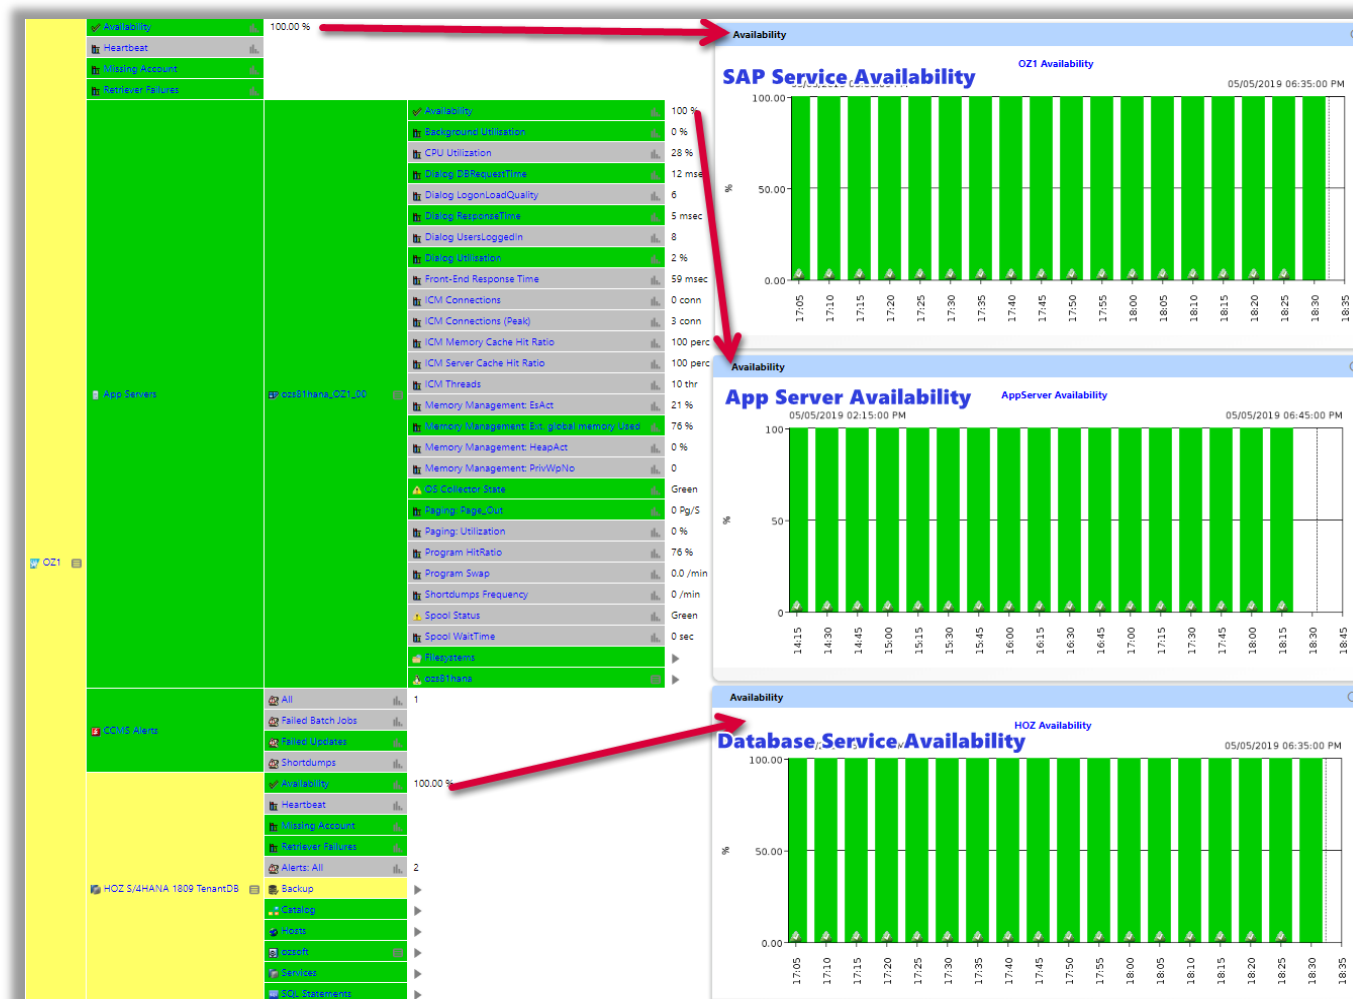 Availability 100.00 %
Heartbeat
Missing Account
Retriever Failures
OZ1
App Servers
ozs81hana_OZ1_00
Availability 100 %
Background Utilisation 0 %
CPU Utilization 28 %
Dialog DBRequestTime 12 msec
Dialog LogonLoadQuality 6
Dialog ResponseTime 5 msec
Dialog UsersLoggedIn 8
Dialog Utilisation 2 %
Front-End Response Time 59 msec
ICM Connections 0 conn
ICM Connections (Peak) 3 conn
ICM Memory Cache Hit Ratio 100 perc
ICM Server Cache Hit Ratio 100 perc
ICM Threads 10 thr
Memory Management: EsAct 21 %
Memory Management: Ext. global memory Used 76 %
Memory Management: HeapAct 0 %
Memory Management: PrivWpNo 0
OS Collector State Green
Paging: Page_Out 0 Pg/S
Paging: Utilization 0 %
Program HitRatio 76 %
Program Swap 0.0 /min
Shortdumps Frequency 0 /min
Spool Status Green
Spool WaitTime 0 sec
Filesystems
ozs81hana
CCMS Alerts
All 1
Failed Batch Jobs
Failed Updates
Shortdumps
HOZ S/4HANA 1809 TenantDB
Availability 100.00 %
Heartbeat
Missing Account
Retriever Failures
Alerts: All 2
Backup
Catalog
Hosts
ozsoft
Services
SQL Statements
Availability
OZ1 Availability
SAP Service Availability
05/05/2019 06:35:00 PM
100.00
50.00
0.00
%
17:05 17:10 17:15 17:20 17:25 17:30 17:35 17:40 17:45 17:50 17:55 18:00 18:05 18:10 18:15 18:20 18:25 18:30 18:35
Availability
App Server Availability
AppServer Availability
05/05/2019 02:15:00 PM 05/05/2019 06:45:00 PM
100
50
0
%
14:15 14:30 14:45 15:00 15:15 15:30 15:45 16:00 16:15 16:30 16:45 17:00 17:15 17:30 17:45 18:00 18:15 18:30 18:45
Availability
HOZ Availability
Database Service Availability
05/05/2019 06:35:00 PM
100.00
50.00
0.00
%
17:05 17:10 17:15 17:20 17:25 17:30 17:35 17:40 17:45 17:50 17:55 18:00 18:05 18:10 18:15 18:20 18:25 18:30 18:35